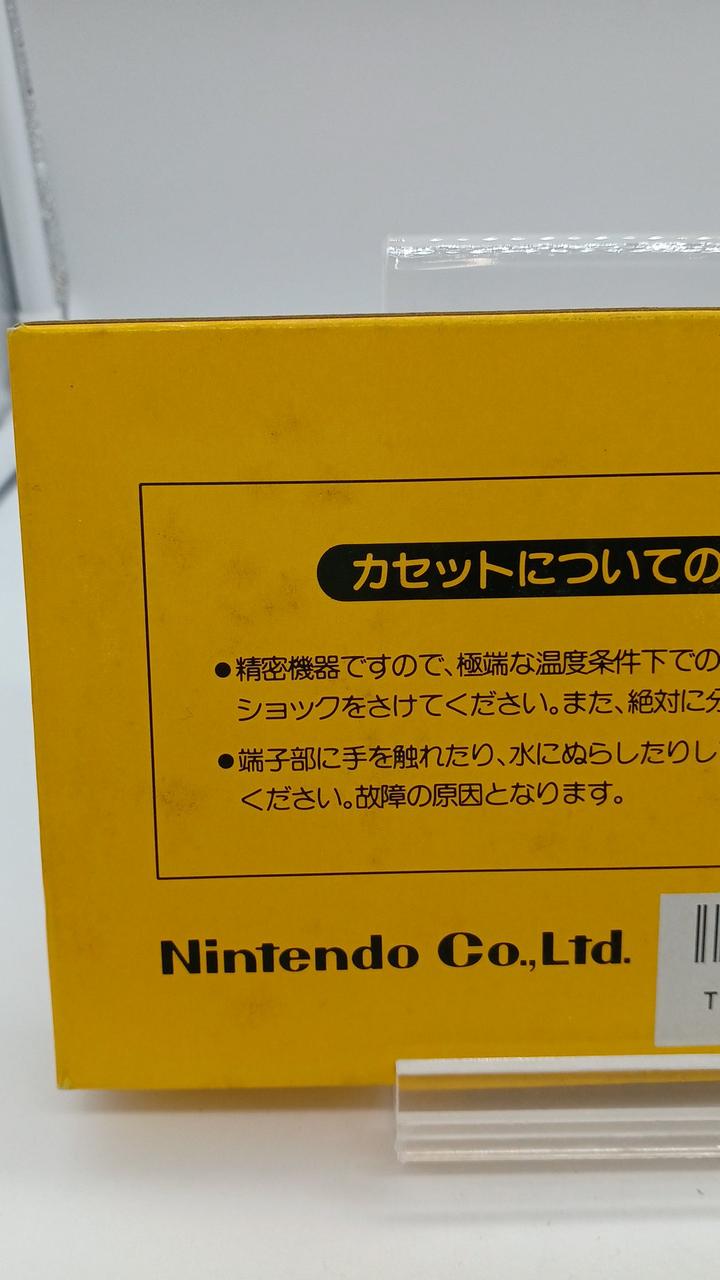 カセットについての
●精密機器ですので、極端な温度条件下での
ショックをさけてください。また、絶対に分
●端子部に手を触れたり、水にぬらしたりし
ください。故障の原因となります。
Nintendo Co.,Ltd.
T